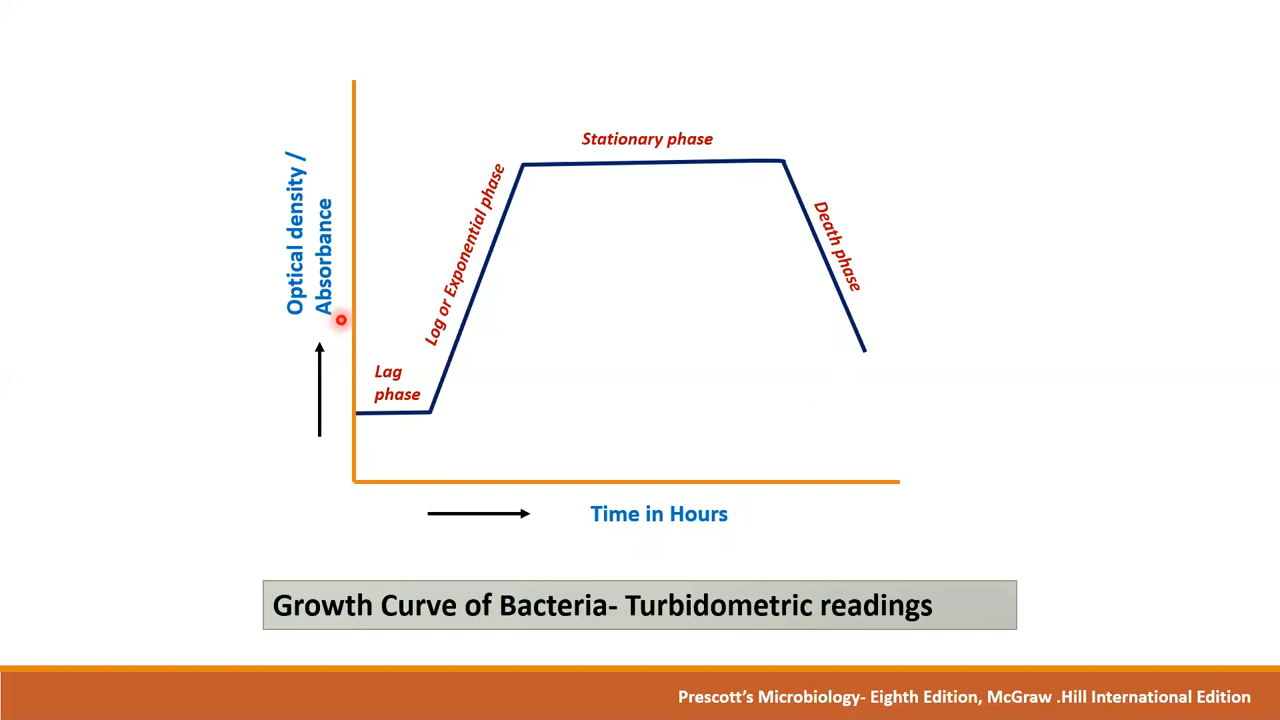 Stationary phase
Optical density /
Absorbance
Log or Exponential phase
Death phase
Lag
phase
Time in Hours
Growth Curve of Bacteria- Turbidometric readings
Prescott's Microbiology- Eighth Edition, McGraw .Hill International Edition